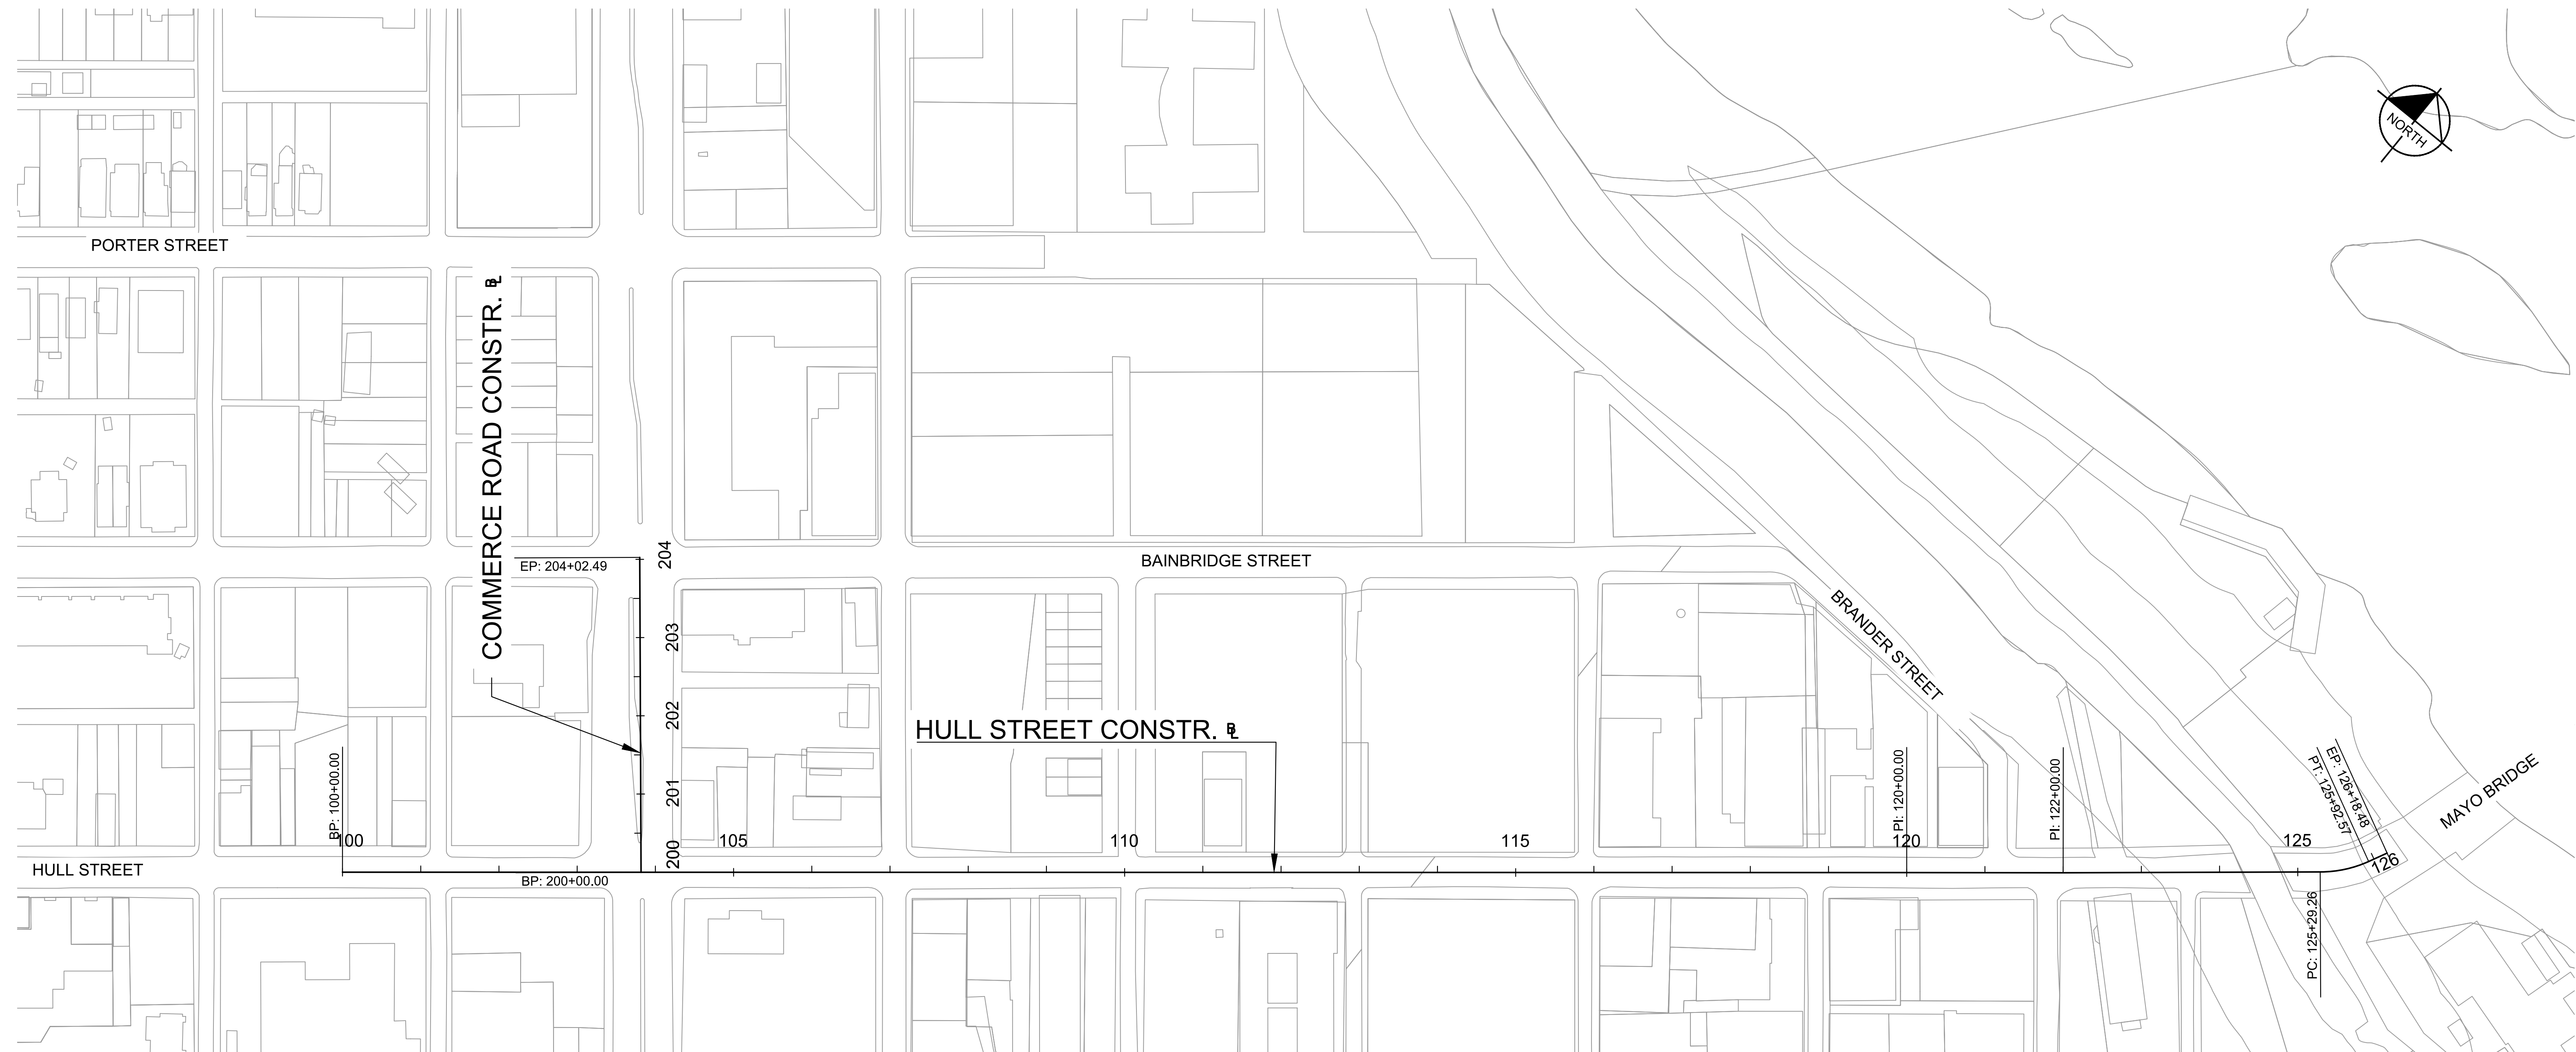 NORTH
PORTER STREET
COMMERCE ROAD CONSTR. BL
EP: 204+02.49
204
203
202
201
200
BAINBRIDGE STREET
BRANDER STREET
HULL STREET CONSTR. BL
BP: 100+00.00
PI: 120+00.00
PI: 122+00.00
EP: 126+18.48
PT: 125+92.57
MAYO BRIDGE
100
105
110
115
120
125
126
HULL STREET
BP: 200+00.00
PC: 125+29.26